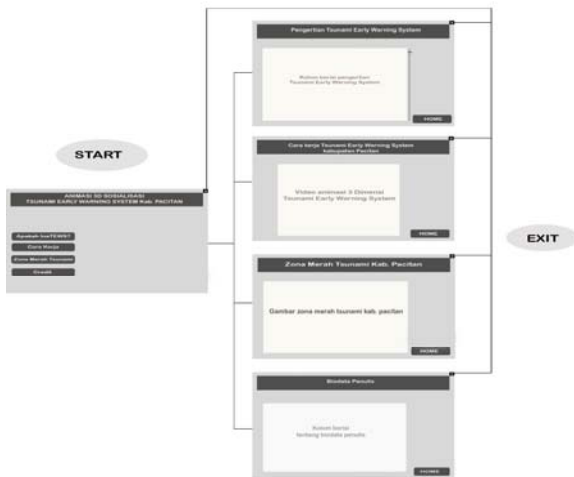 START
ANIMASI 3D SOSIALISASI
TSUNAMI EARLY WARNING SYSTEM Kab. PACITAN
Apakah InaTEWS?
Cara Kerja
Zona Merah Tsunami
Credit
Pengertian Tsunami Early Warning System
Kolom berisi pengertian
Tsunami Early Warning System
HOME
Cara kerja Tsunami Early Warning System
kabupaten Pacitan
Video animasi 3 Dimensi
Tsunami Early Warning System
HOME
Zona Merah Tsunami Kab. Pacitan
Gambar zona merah tsunami kab. pacitan
HOME
Biodata Penulis
Kolom berisi
tentang biodata penulis
HOME
EXIT